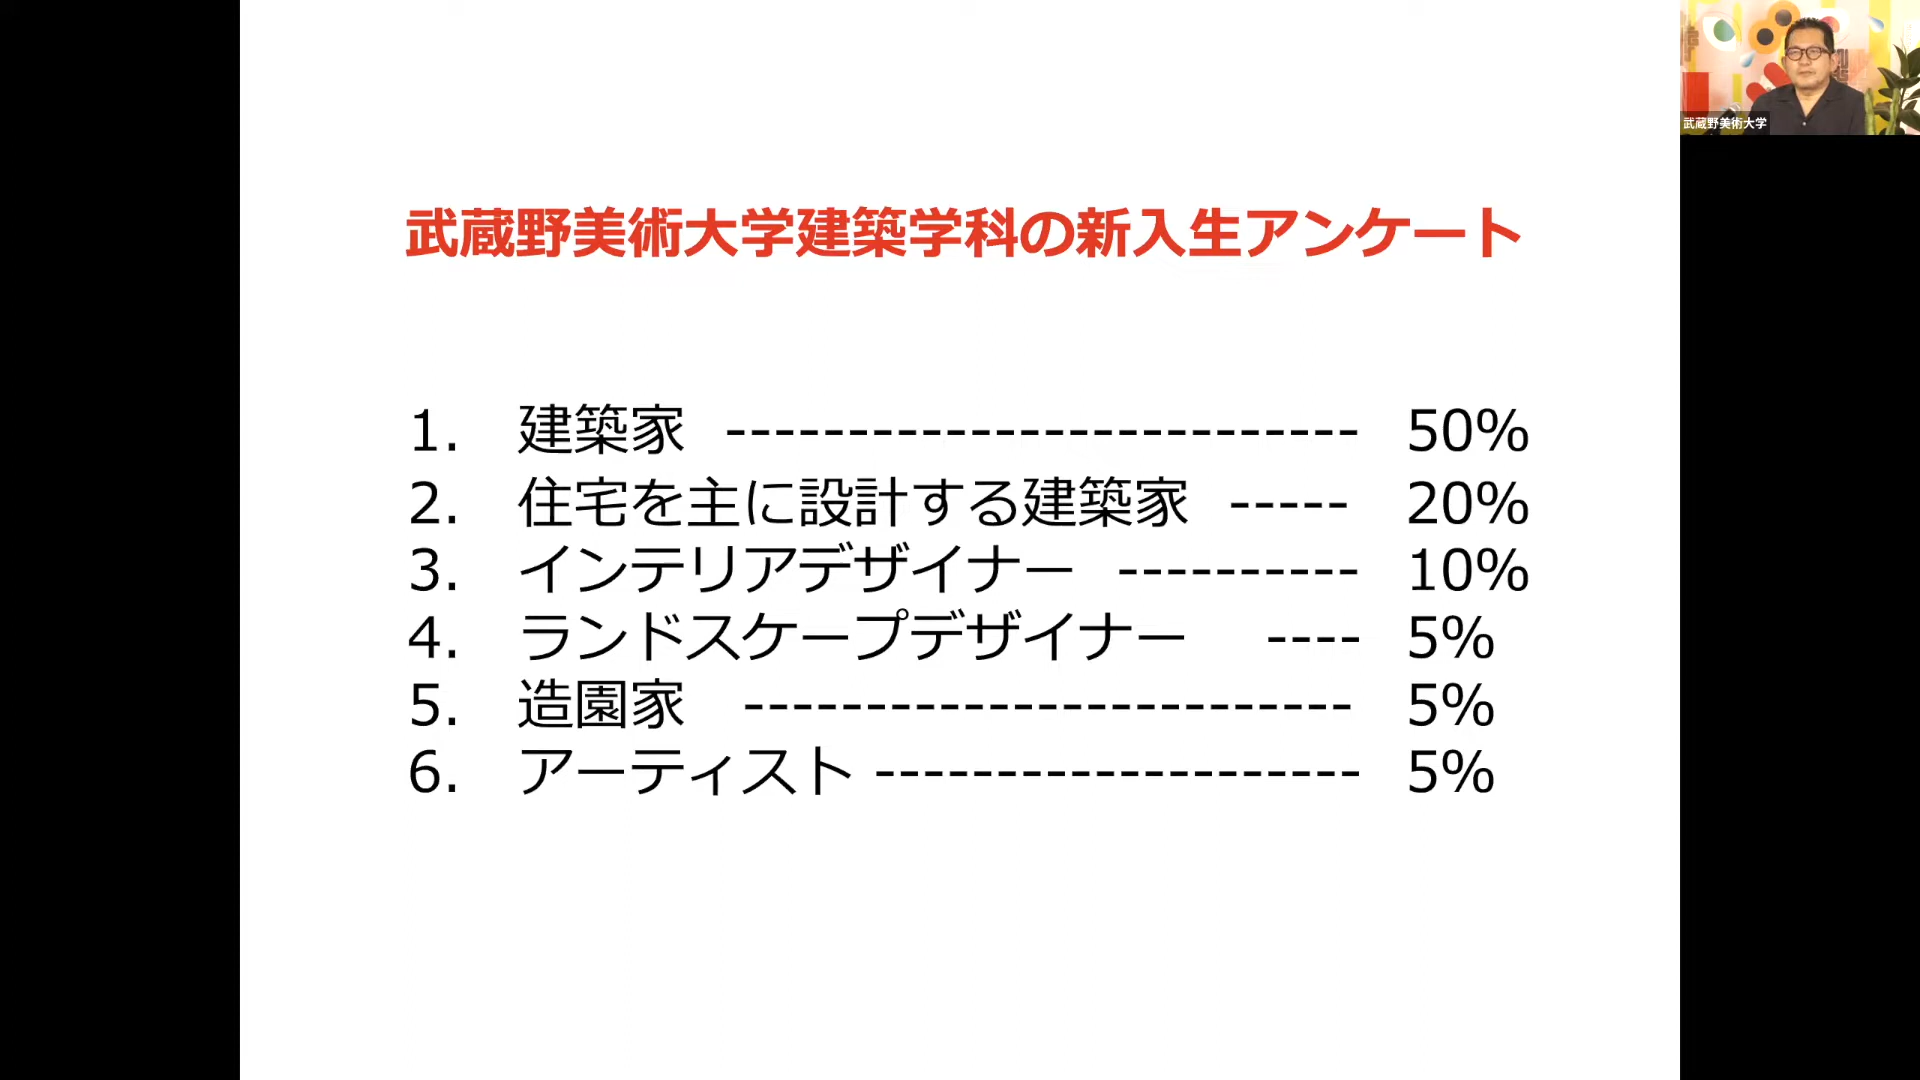 武蔵野美術大学建築学科の新入生アンケート
1. 建築家 -------------------------- 50%
2. 住宅を主に設計する建築家 ----- 20%
3. インテリアデザイナー ---------- 10%
4. ランドスケープデザイナー ---- 5%
5. 造園家 ------------------------- 5%
6. アーティスト -------------------- 5%
武蔵野美術大学